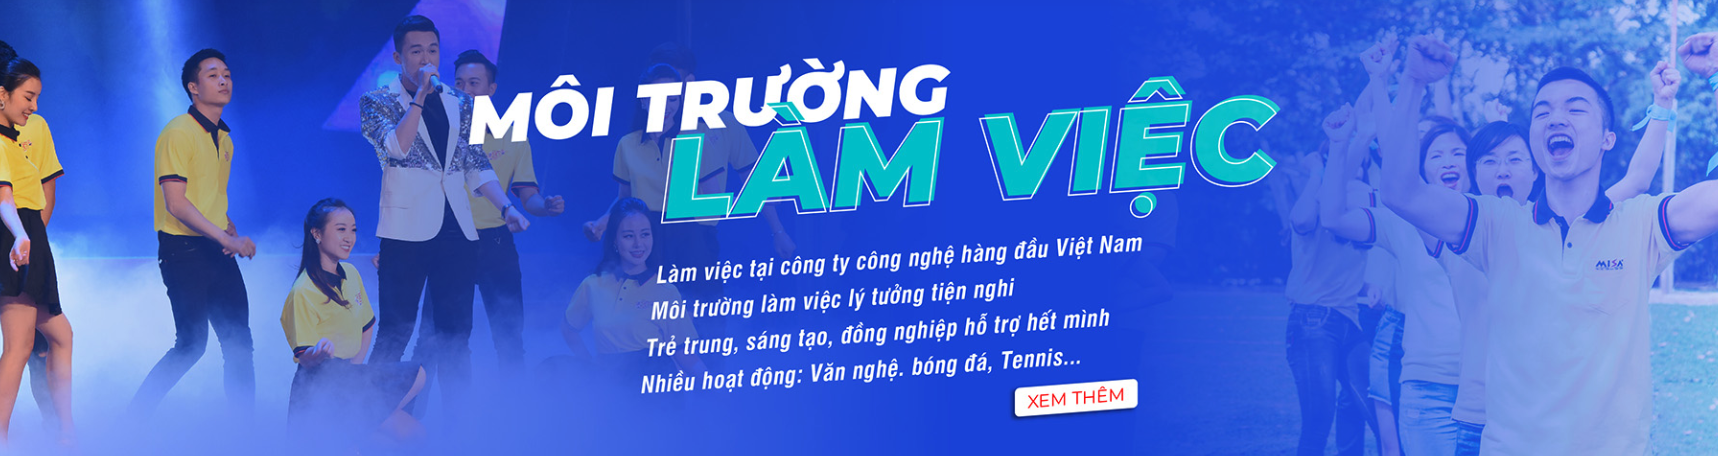 MÔI TRƯỜNG
LÀM VIỆC
Làm việc tại công ty công nghệ hàng đầu Việt Nam
Môi trường làm việc lý tưởng tiện nghi
Trẻ trung, sáng tạo, đồng nghiệp hỗ trợ hết mình
Nhiều hoạt động: Văn nghệ. bóng đá, Tennis...
XEM THÊM
MISA